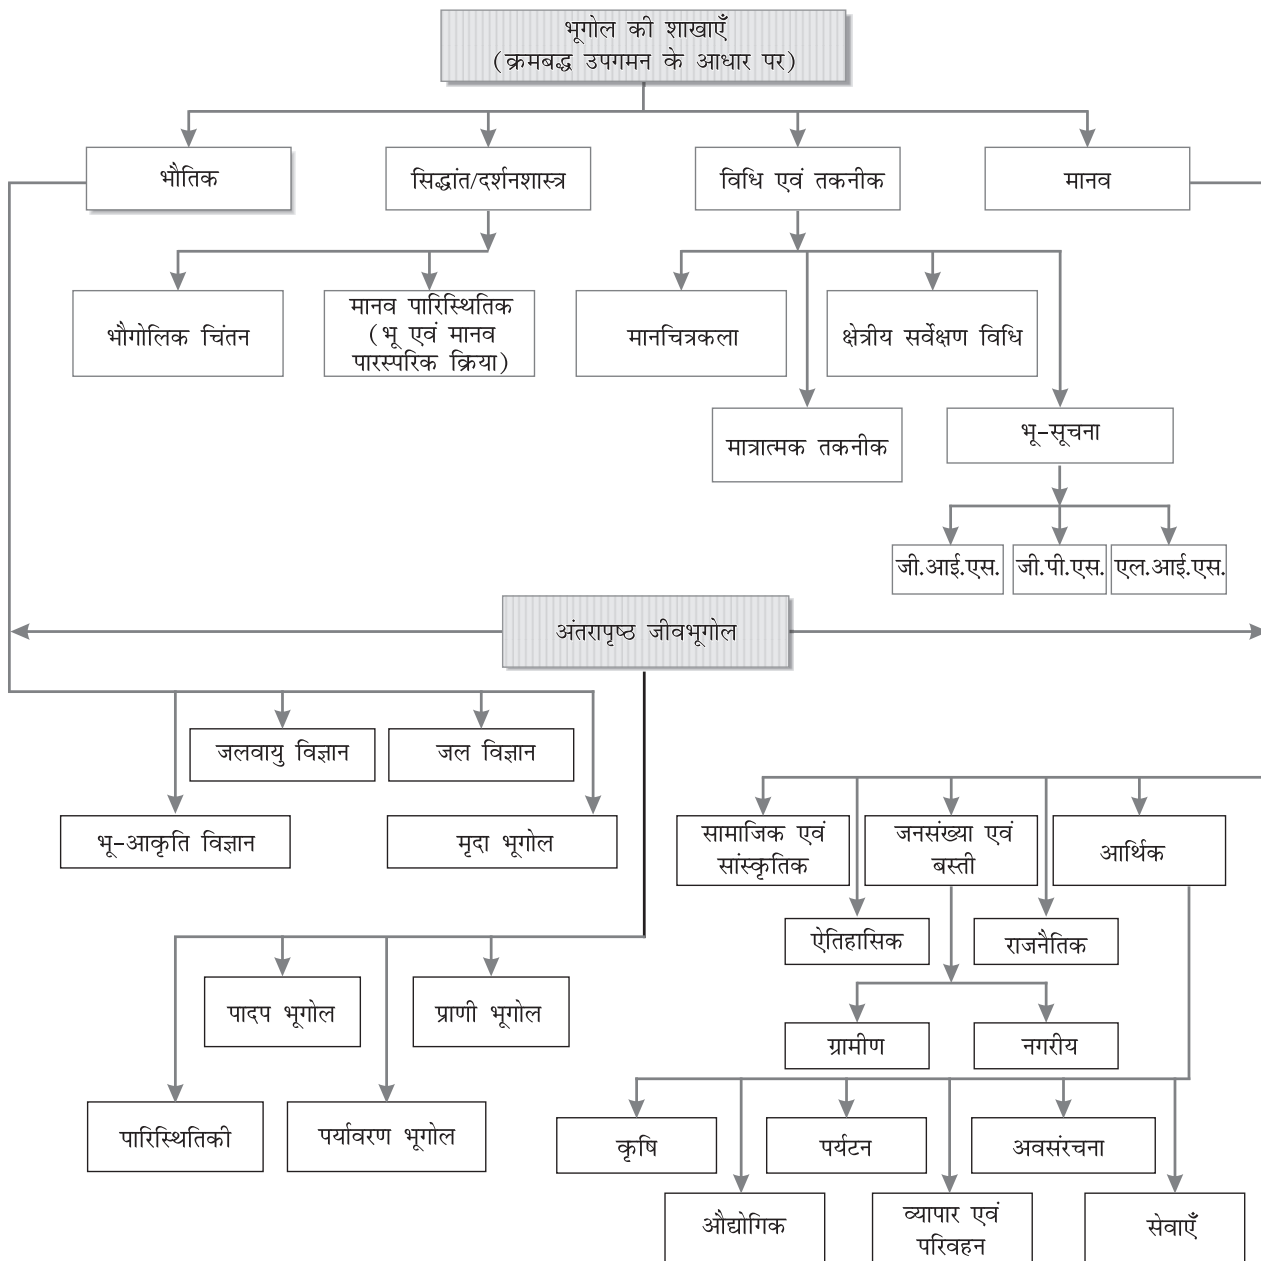 भूगोल की शाखाएँ
(क्रमबद्ध उपगमन के आधार पर)
भौतिक
सिद्धांत/दर्शनशास्त्र
विधि एवं तकनीक
मानव
भौगोलिक चिंतन
मानव पारिस्थितिक
(भू एवं मानव
पारस्परिक क्रिया)
मानचित्रकला
क्षेत्रीय सर्वेक्षण विधि
मात्रात्मक तकनीक
भू-सूचना
जी.आई.एस.
जी.पी.एस.
एल.आई.एस.
अंतरापृष्ठ जीवभूगोल
जलवायु विज्ञान
जल विज्ञान
भू-आकृति विज्ञान
मृदा भूगोल
सामाजिक एवं
सांस्कृतिक
जनसंख्या एवं
बस्ती
आर्थिक
ऐतिहासिक
राजनैतिक
पादप भूगोल
प्राणी भूगोल
ग्रामीण
नगरीय
पारिस्थितिकी
पर्यावरण भूगोल
कृषि
पर्यटन
अवसंरचना
औद्योगिक
व्यापार एवं
परिवहन
सेवाएँ